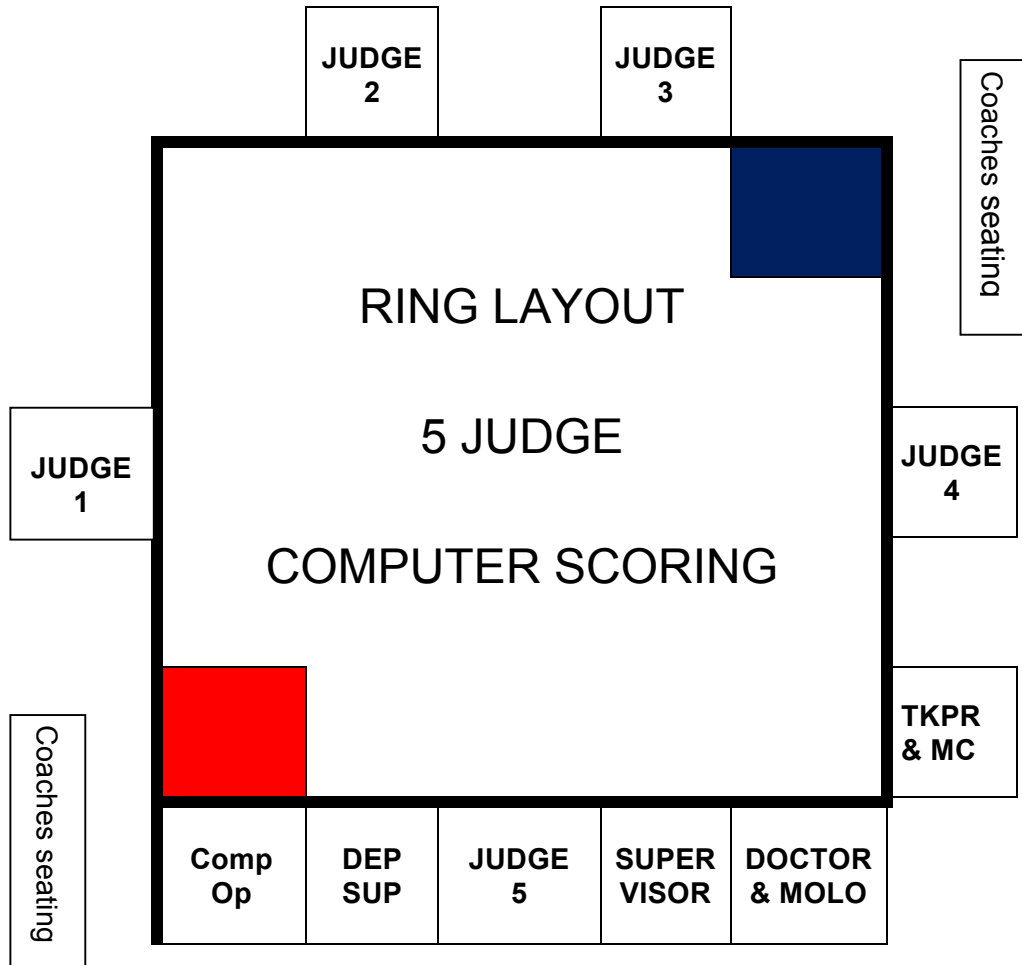 JUDGE
2
JUDGE
3
Coaches seating
RING LAYOUT
5 JUDGE
COMPUTER SCORING
JUDGE
1
JUDGE
4
TKPR
& MC
Coaches seating
Comp
Op
DEP
SUP
JUDGE
5
SUPER
VISOR
DOCTOR
& MOLO